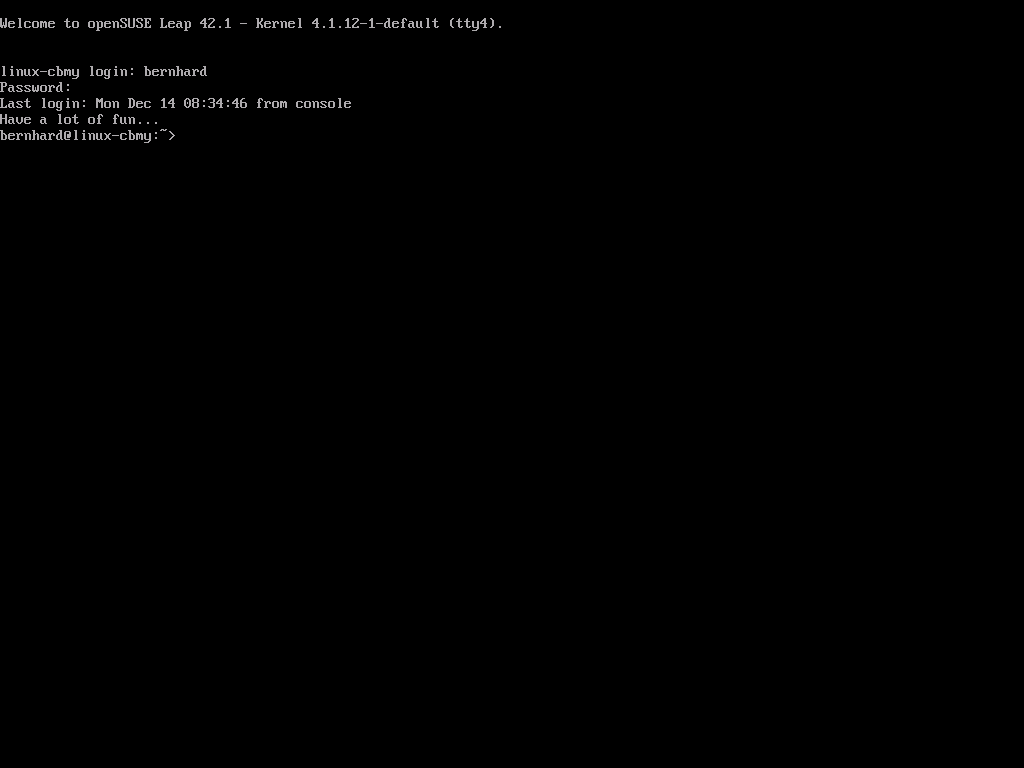 Welcome to openSUSE Leap 42.1 - Kernel 4.1.12-1-default (tty4).
linux-cbmy login: bernhard
Password:
Last login: Mon Dec 14 08:34:46 from console
Have a lot of fun...
bernhard@linux-cbmy:~>